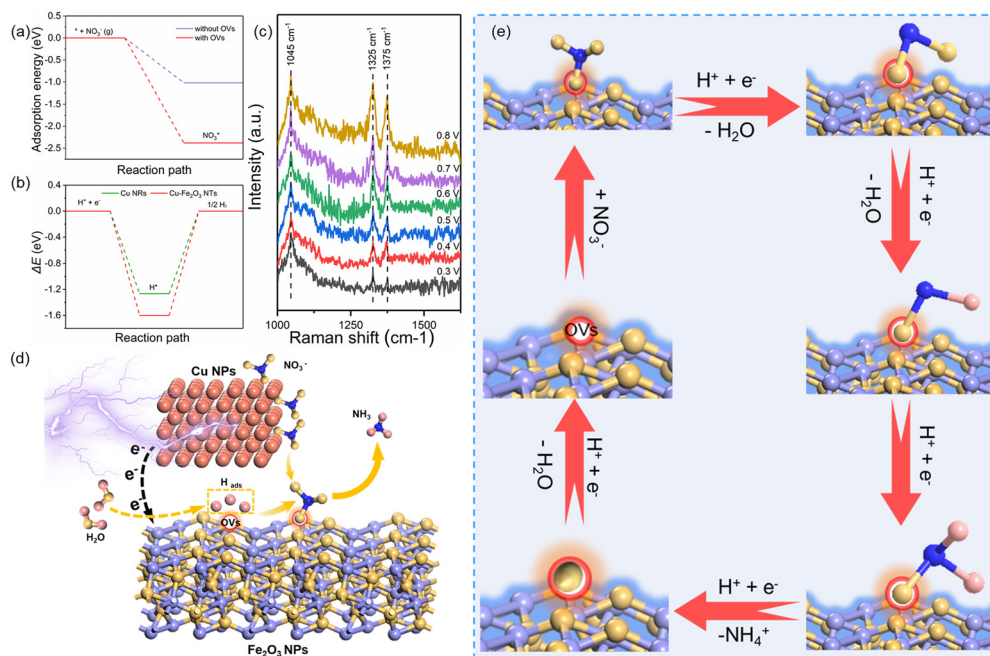 (a)
* + NO₃⁻ (g)
without OVs
with OVs
Adsorption energy (eV)
0.0
-0.5
-1.0
-1.5
-2.0
-2.5
NO₃*
Reaction path
(b)
Cu NRs
Cu-Fe₂O₃ NTs
H⁺ + e⁻
1/2 H₂
ΔE (eV)
0.0
-0.4
-0.8
-1.2
-1.6
H*
Reaction path
(c)
1045 cm⁻¹
1325 cm⁻¹
1375 cm⁻¹
Intensity (a.u.)
0.8 V
0.7 V
0.6 V
0.5 V
0.4 V
0.3 V
1000 1250 1500
Raman shift (cm-1)
(d)
Cu NPs
NO₃⁻
NH₃
e⁻
e⁻
e⁻
H ads
OVs
H₂O
Fe₂O₃ NPs
(e)
H⁺ + e⁻
- H₂O
H⁺ + e⁻
- H₂O
+ NO₃⁻
OVs
H⁺ + e⁻
H⁺ + e⁻
- H₂O
H⁺ + e⁻
-NH₄⁺